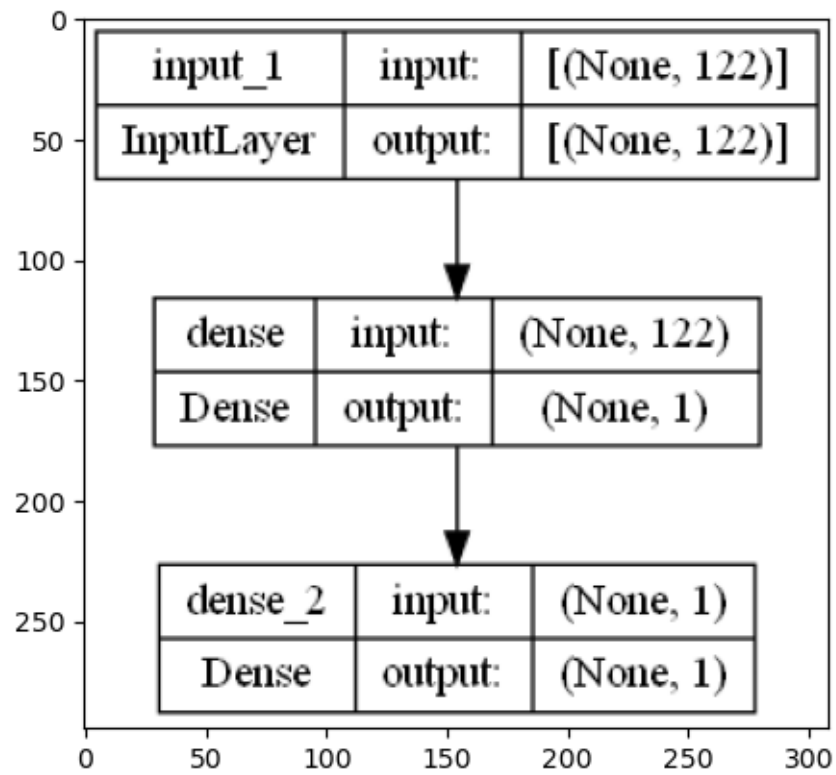 0
50
100
150
200
250
input_1 input: [(None, 122)]
InputLayer output: [(None, 122)]
dense input: (None, 122)
Dense output: (None, 1)
dense_2 input: (None, 1)
Dense output: (None, 1)
0 50 100 150 200 250 300